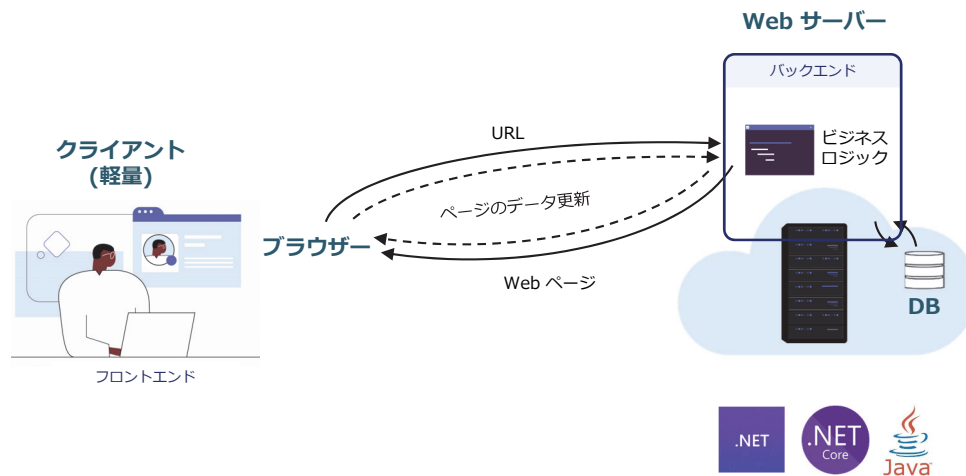 Web サーバー
バックエンド
URL
ビジネス
ロジック
クライアント
(軽量)
ページのデータ更新
ブラウザー
Web ページ
DB
フロントエンド
.NET
.NET
Core
Java